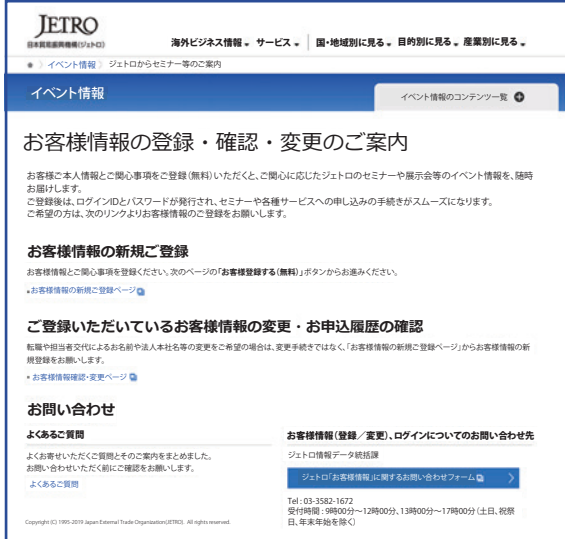 JETRO
日本貿易振興機構(ジェトロ)
海外ビジネス情報 サービス 国・地域別に見る 目的別に見る 産業別に見る
イベント情報 〉 ジェトロからセミナー等のご案内
イベント情報
イベント情報のコンテンツ一覧
お客様情報の登録・確認・変更のご案内
お客様ご本人情報とご関心事項をご登録(無料)いただくと、ご関心に応じたジェトロのセミナーや展示会等のイベント情報を、随時
お届けします。
ご登録後は、ログインIDとパスワードが発行され、セミナーや各種サービスへの申し込みの手続きがスムーズになります。
ご希望の方は、次のリンクよりお客様情報のご登録をお願いします。
お客様情報の新規ご登録
お客様情報とご関心事項を登録ください。次のページの「お客様登録する(無料)」ボタンからお進みください。
お客様情報の新規ご登録ページ
ご登録いただいているお客様情報の変更・お申込履歴の確認
転職や担当者交代によるお名前や法人本社名等の変更をご希望の場合は、変更手続きではなく、「お客様情報の新規ご登録ページ」からお客様情報の新
規登録をお願いします。
お客様情報確認・変更ページ
お問い合わせ
よくあるご質問
よくお寄せいただくご質問とそのご案内をまとめました。
お問い合わせいただく前にご確認をお願いします。
よくあるご質問
お客様情報(登録／変更)、ログインについてのお問い合わせ先
ジェトロ情報データ統括課
ジェトロ「お客様情報」に関するお問い合わせフォーム
Tel : 03-3582-1672
受付時間 : 9時00分〜12時00分、13時00分〜17時00分(土日、祝祭
日、年末年始を除く)
Copyright (C) 1995-2019 Japan External Trade Organization(JETRO). All rights reserved.